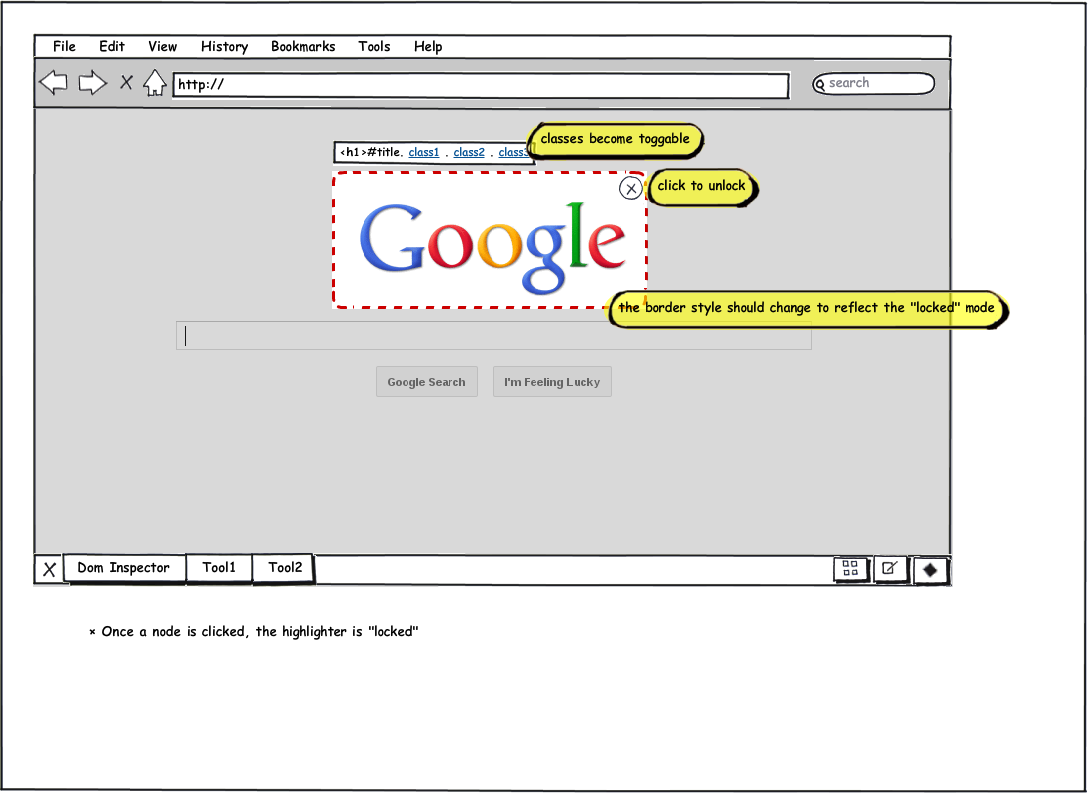 File Edit View History Bookmarks Tools Help
http://
search
classes become toggable
<h1>#title. class1 . class2 . class3
click to unlock
Google
the border style should change to reflect the "locked" mode
Google Search I'm Feeling Lucky
Dom Inspector Tool1 Tool2
× Once a node is clicked, the highlighter is "locked"